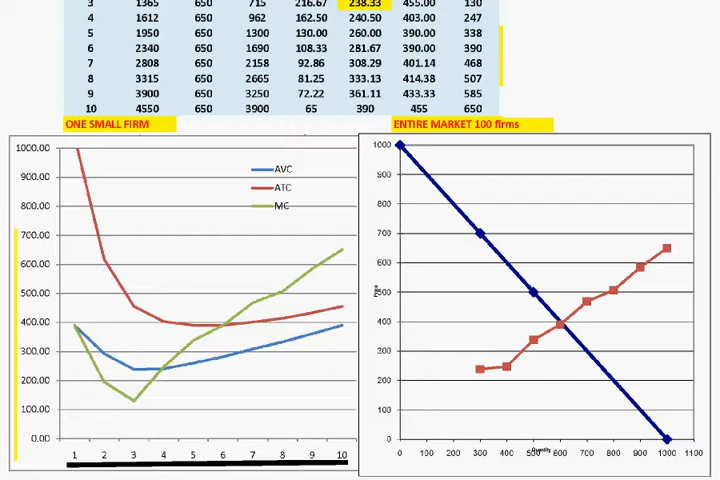 3 1365 650 715 216.67 238.33 455.00 130
4 1612 650 962 162.50 240.50 403.00 247
5 1950 650 1300 130.00 260.00 390.00 338
6 2340 650 1690 108.33 281.67 390.00 390
7 2808 650 2158 92.86 308.29 401.14 468
8 3315 650 2665 81.25 333.13 414.38 507
9 3900 650 3250 72.22 361.11 433.33 585
10 4550 650 3900 65 390 455 650
ONE SMALL FIRM
ENTIRE MARKET 100 firms
1000.00
900.00
800.00
700.00
600.00
500.00
400.00
300.00
200.00
100.00
0.00
1 2 3 4 5 6 7 8 9 10
AVC
ATC
MC
1000
900
800
700
600
500
400
300
200
100
0
Price
0 100 200 300 400 500 600 700 800 900 1000 1100
Quantity